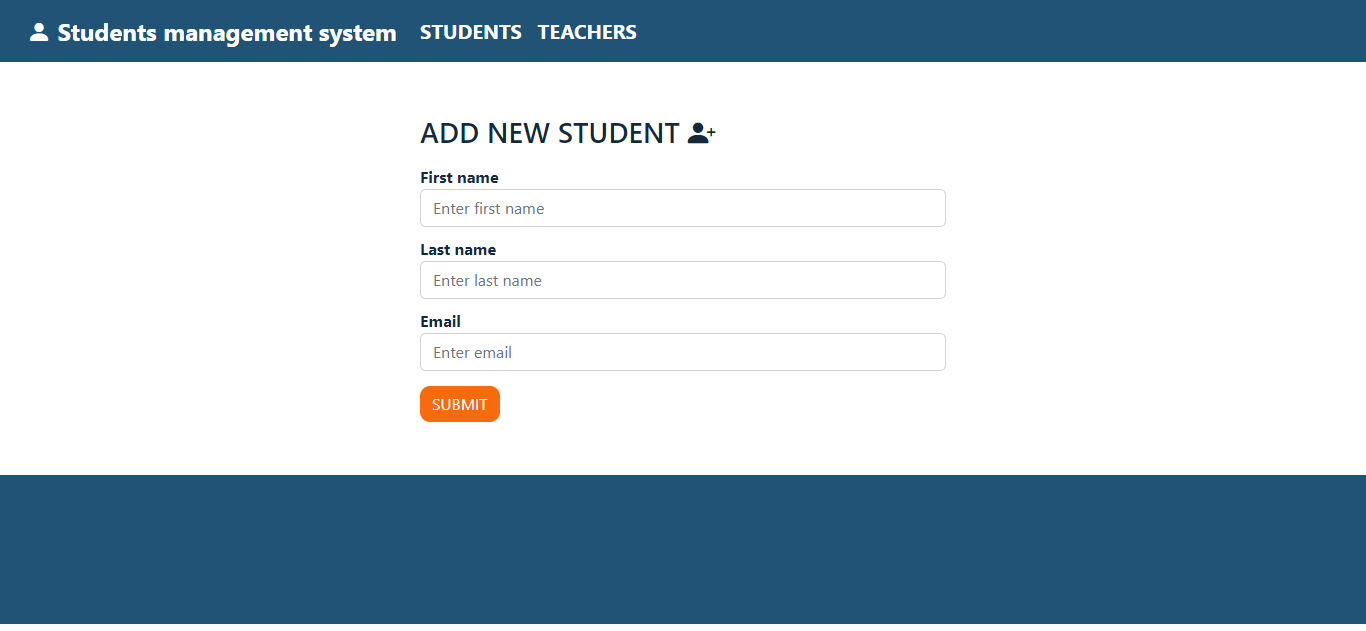 Students management system STUDENTS TEACHERS
ADD NEW STUDENT
First name
Enter first name
Last name
Enter last name
Email
Enter email
SUBMIT